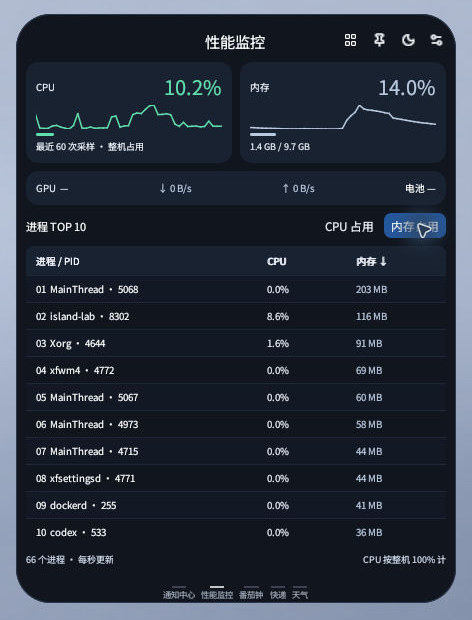 性能监控
CPU 10.2%
最近 60 次采样 · 整机占用
内存 14.0%
1.4 GB / 9.7 GB
GPU — ↓ 0 B/s ↑ 0 B/s 电池 —
进程 TOP 10 CPU 占用 内存占用
进程 / PID CPU 内存 ↓
01 MainThread · 5068 0.0% 203 MB
02 island-lab · 8302 8.6% 116 MB
03 Xorg · 4644 1.6% 91 MB
04 xfwm4 · 4772 0.0% 69 MB
05 MainThread · 5067 0.0% 60 MB
06 MainThread · 4973 0.0% 58 MB
07 MainThread · 4715 0.0% 44 MB
08 xfsettingsd · 4771 0.0% 44 MB
09 dockerd · 255 0.0% 41 MB
10 codex · 533 0.0% 36 MB
66 个进程 · 每秒更新 CPU 按整机 100% 计
通知中心 性能监控 番茄钟 快递 天气